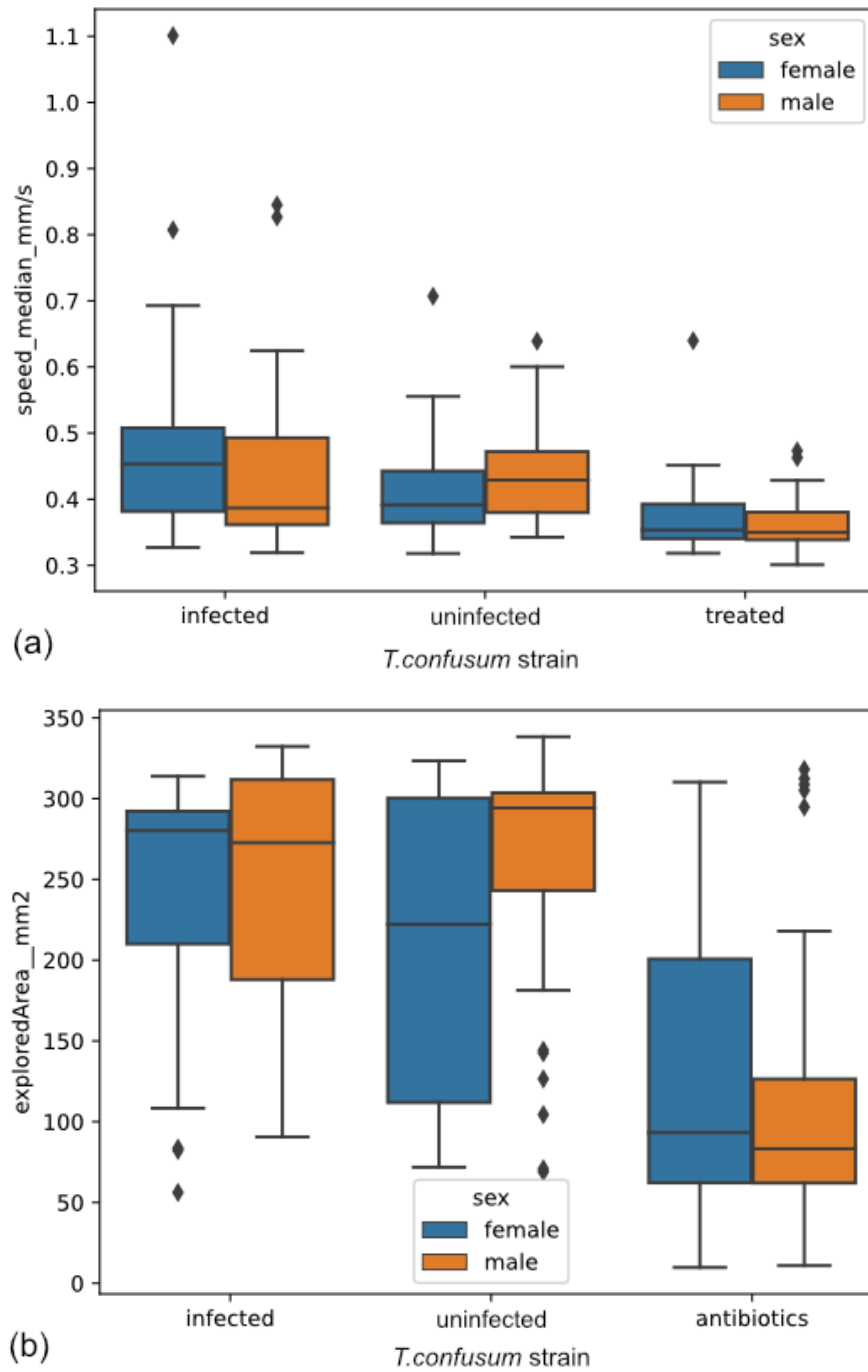 1.1
1.0
0.9
0.8
0.7
0.6
0.5
0.4
0.3
speed_median_mm/s
sex
female
male
infected uninfected treated
(a)
T.confusum strain
350
300
250
200
150
100
50
0
exploredArea__mm2
sex
female
male
infected uninfected antibiotics
(b)
T.confusum strain